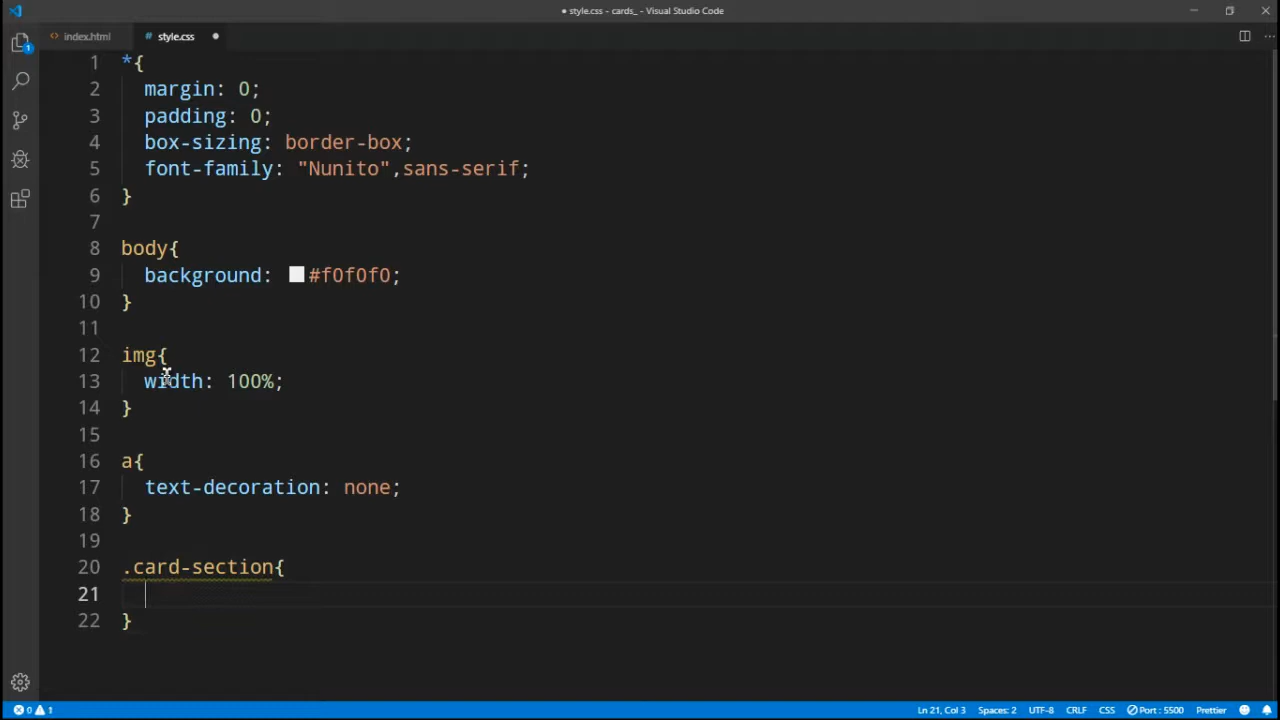 ● style.css - cards_ - Visual Studio Code
index.html
# style.css ●
1
1 *{
2 margin: 0;
3 padding: 0;
4 box-sizing: border-box;
5 font-family: "Nunito",sans-serif;
6 }
7
8 body{
9 background: #f0f0f0;
10 }
11
12 img{
13 width: 100%;
14 }
15
16 a{
17 text-decoration: none;
18 }
19
20 .card-section{
21
22 }
0 1 Ln 21, Col 3 Spaces: 2 UTF-8 CRLF CSS Port : 5500 Prettier